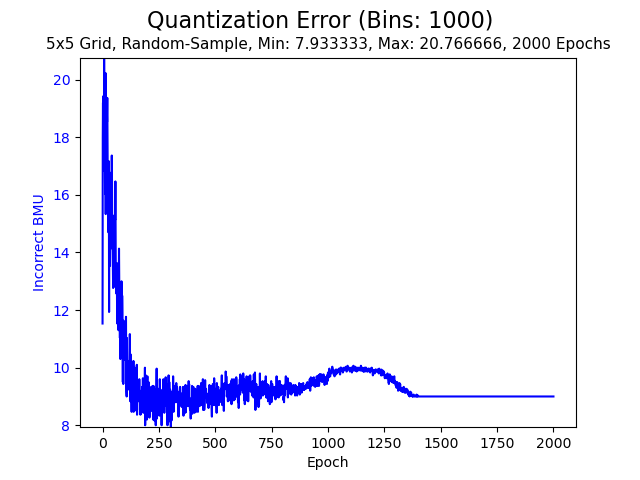 Quantization Error (Bins: 1000)
5x5 Grid, Random-Sample, Min: 7.933333, Max: 20.766666, 2000 Epochs
20
18
16
14
12
10
8
Incorrect BMU
0 250 500 750 1000 1250 1500 1750 2000
Epoch